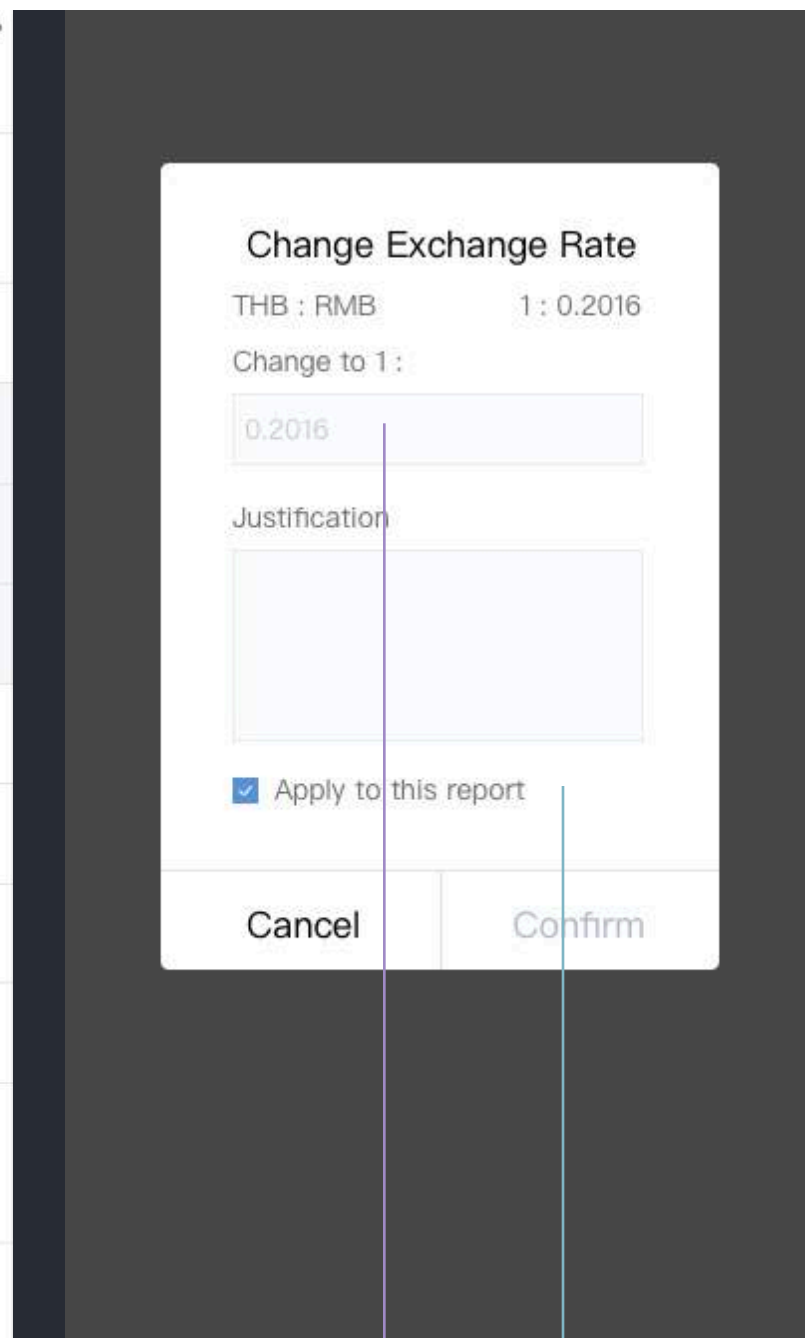 Change Exchange Rate
THB : RMB 1 : 0.2016
Change to 1 :
0.2016
Justification
Apply to this report
Cancel Confirm